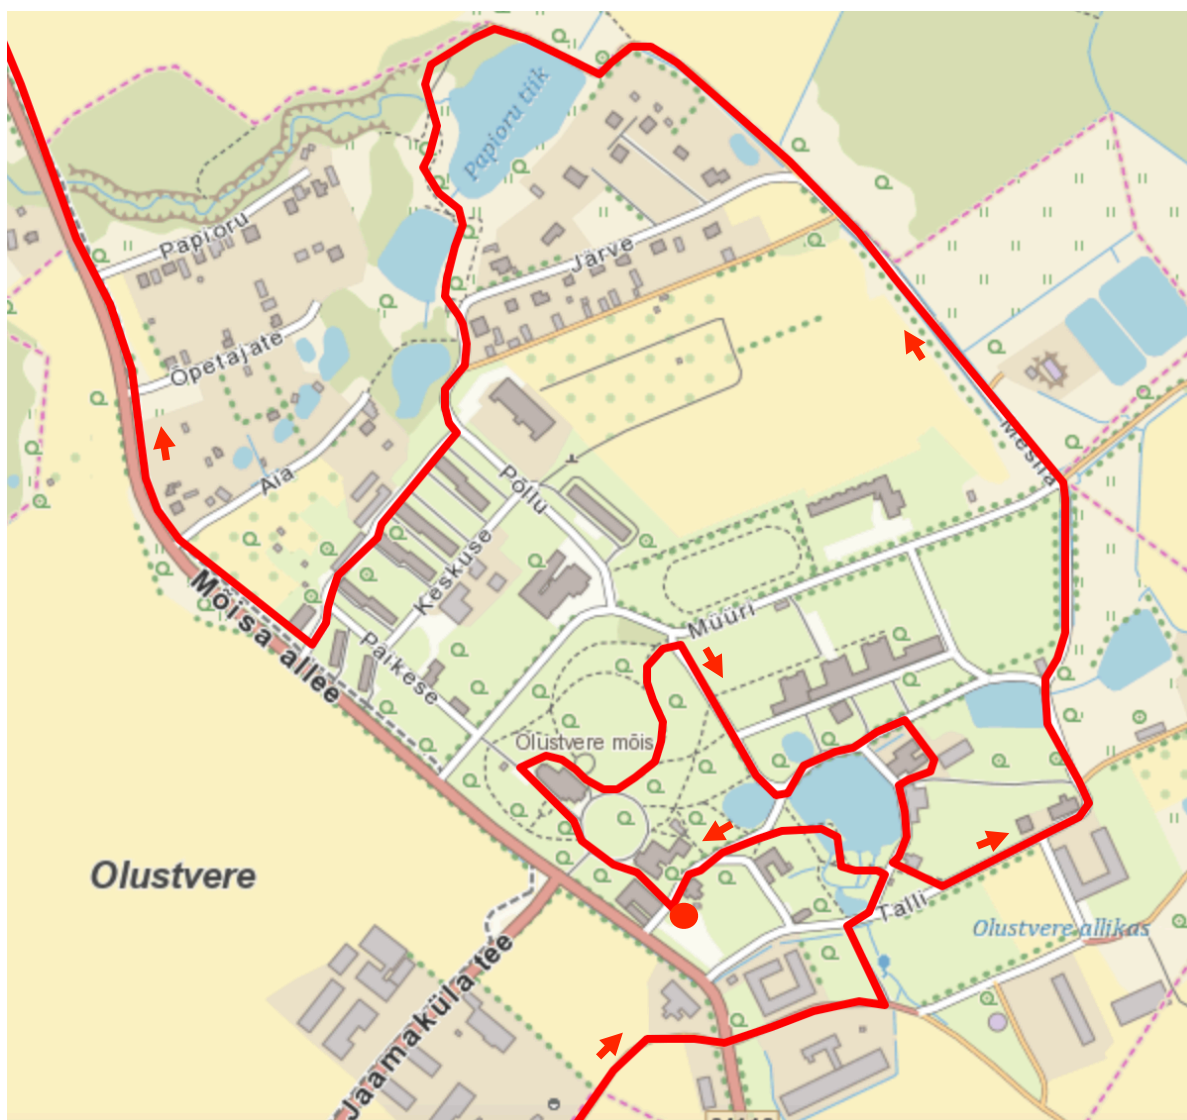 Papioru tiik
Papioru
Järve
Õpetajate
Aia
Mesila
Põllu
Keskuse
Mõisa allee
Päikese
Müüri
Olustvere mõis
Olustvere
Talli
Olustvere allikas
Jaamaküla tee